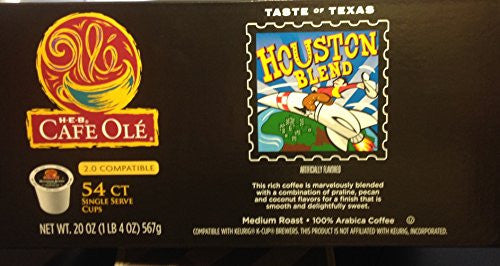 H-E-B
CAFE OLÉ®
2.0 COMPATIBLE
54 CT
SINGLE SERVE
CUPS
NET WT. 20 OZ (1 LB 4 OZ) 567g
TASTE OF TEXAS
HOUSTON
BLEND
ARTIFICIALLY FLAVORED
This rich coffee is marvelously blended
with a combination of praline, pecan
and coconut flavors for a finish that is
smooth and delightfully sweet.
Medium Roast • 100% Arabica Coffee
COMPATIBLE WITH KEURIG® K-CUP® BREWERS. THIS PRODUCT IS NOT AFFILIATED WITH KEURIG, INCORPORATED.